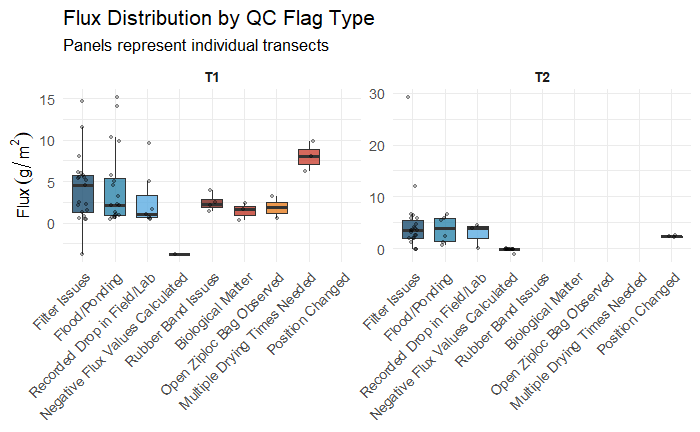 Flux Distribution by QC Flag Type
Panels represent individual transects
T1
T2
Flux (g/m²)
15
10
5
0
30
20
10
0
Filter Issues
Flood/Ponding
Recorded Drop in Field/Lab
Negative Flux Values Calculated
Rubber Band Issues
Biological Matter
Open Ziploc Bag Observed
Multiple Drying Times Needed
Position Changed
Filter Issues
Flood/Ponding
Recorded Drop in Field/Lab
Negative Flux Values Calculated
Rubber Band Issues
Biological Matter
Open Ziploc Bag Observed
Multiple Drying Times Needed
Position Changed